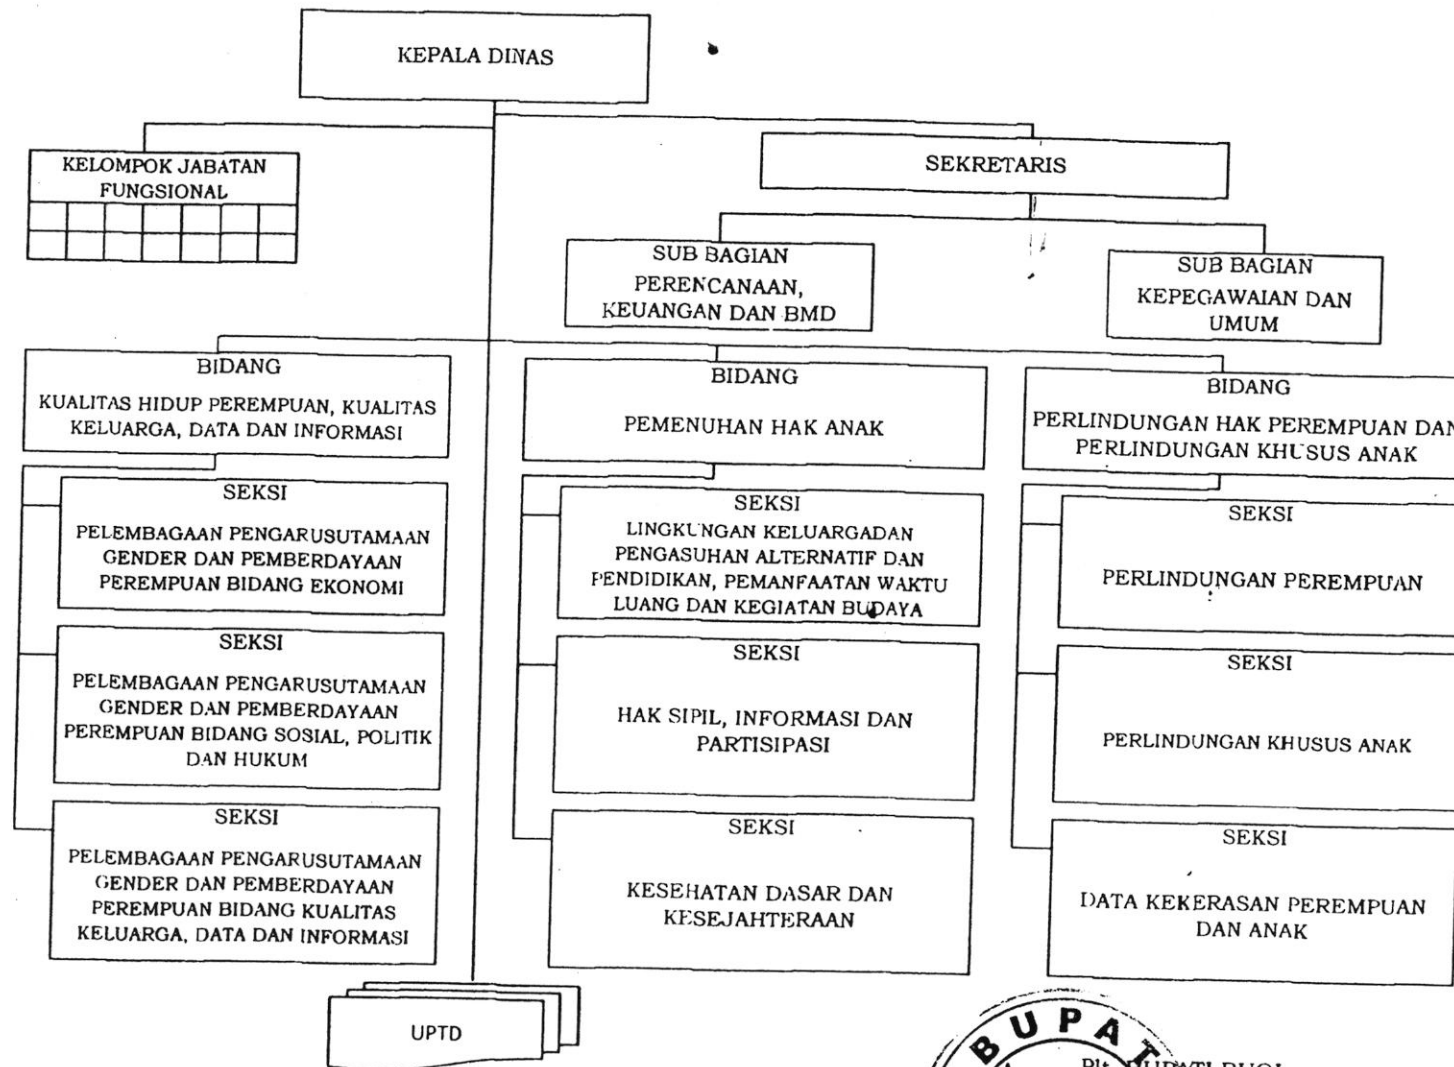 KEPALA DINAS
KELOMPOK JABATAN
FUNGSIONAL
SEKRETARIS
SUB BAGIAN
PERENCANAAN,
KEUANGAN DAN BMD
SUB BAGIAN
KEPEGAWAIAN DAN
UMUM
BIDANG
KUALITAS HIDUP PEREMPUAN, KUALITAS
KELUARGA, DATA DAN INFORMASI
BIDANG
PEMENUHAN HAK ANAK
BIDANG
PERLINDUNGAN HAK PEREMPUAN DAN
PERLINDUNGAN KHUSUS ANAK
SEKSI
PELEMBAGAAN PENGARUSUTAMAAN
GENDER DAN PEMBERDAYAAN
PEREMPUAN BIDANG EKONOMI
SEKSI
LINGKUNGAN KELUARGADAN
PENGASUHAN ALTERNATIF DAN
PENDIDIKAN, PEMANFAATAN WAKTU
LUANG DAN KEGIATAN BUDAYA
SEKSI
PERLINDUNGAN PEREMPUAN
SEKSI
PELEMBAGAAN PENGARUSUTAMAAN
GENDER DAN PEMBERDAYAAN
PEREMPUAN BIDANG SOSIAL, POLITIK
DAN HUKUM
SEKSI
HAK SIPIL, INFORMASI DAN
PARTISIPASI
SEKSI
PERLINDUNGAN KHUSUS ANAK
SEKSI
PELEMBAGAAN PENGARUSUTAMAAN
GENDER DAN PEMBERDAYAAN
PEREMPUAN BIDANG KUALITAS
KELUARGA, DATA DAN INFORMASI
SEKSI
KESEHATAN DASAR DAN
KESEJAHTERAAN
SEKSI
DATA KEKERASAN PEREMPUAN
DAN ANAK
UPTD
BUPAT
Plt.